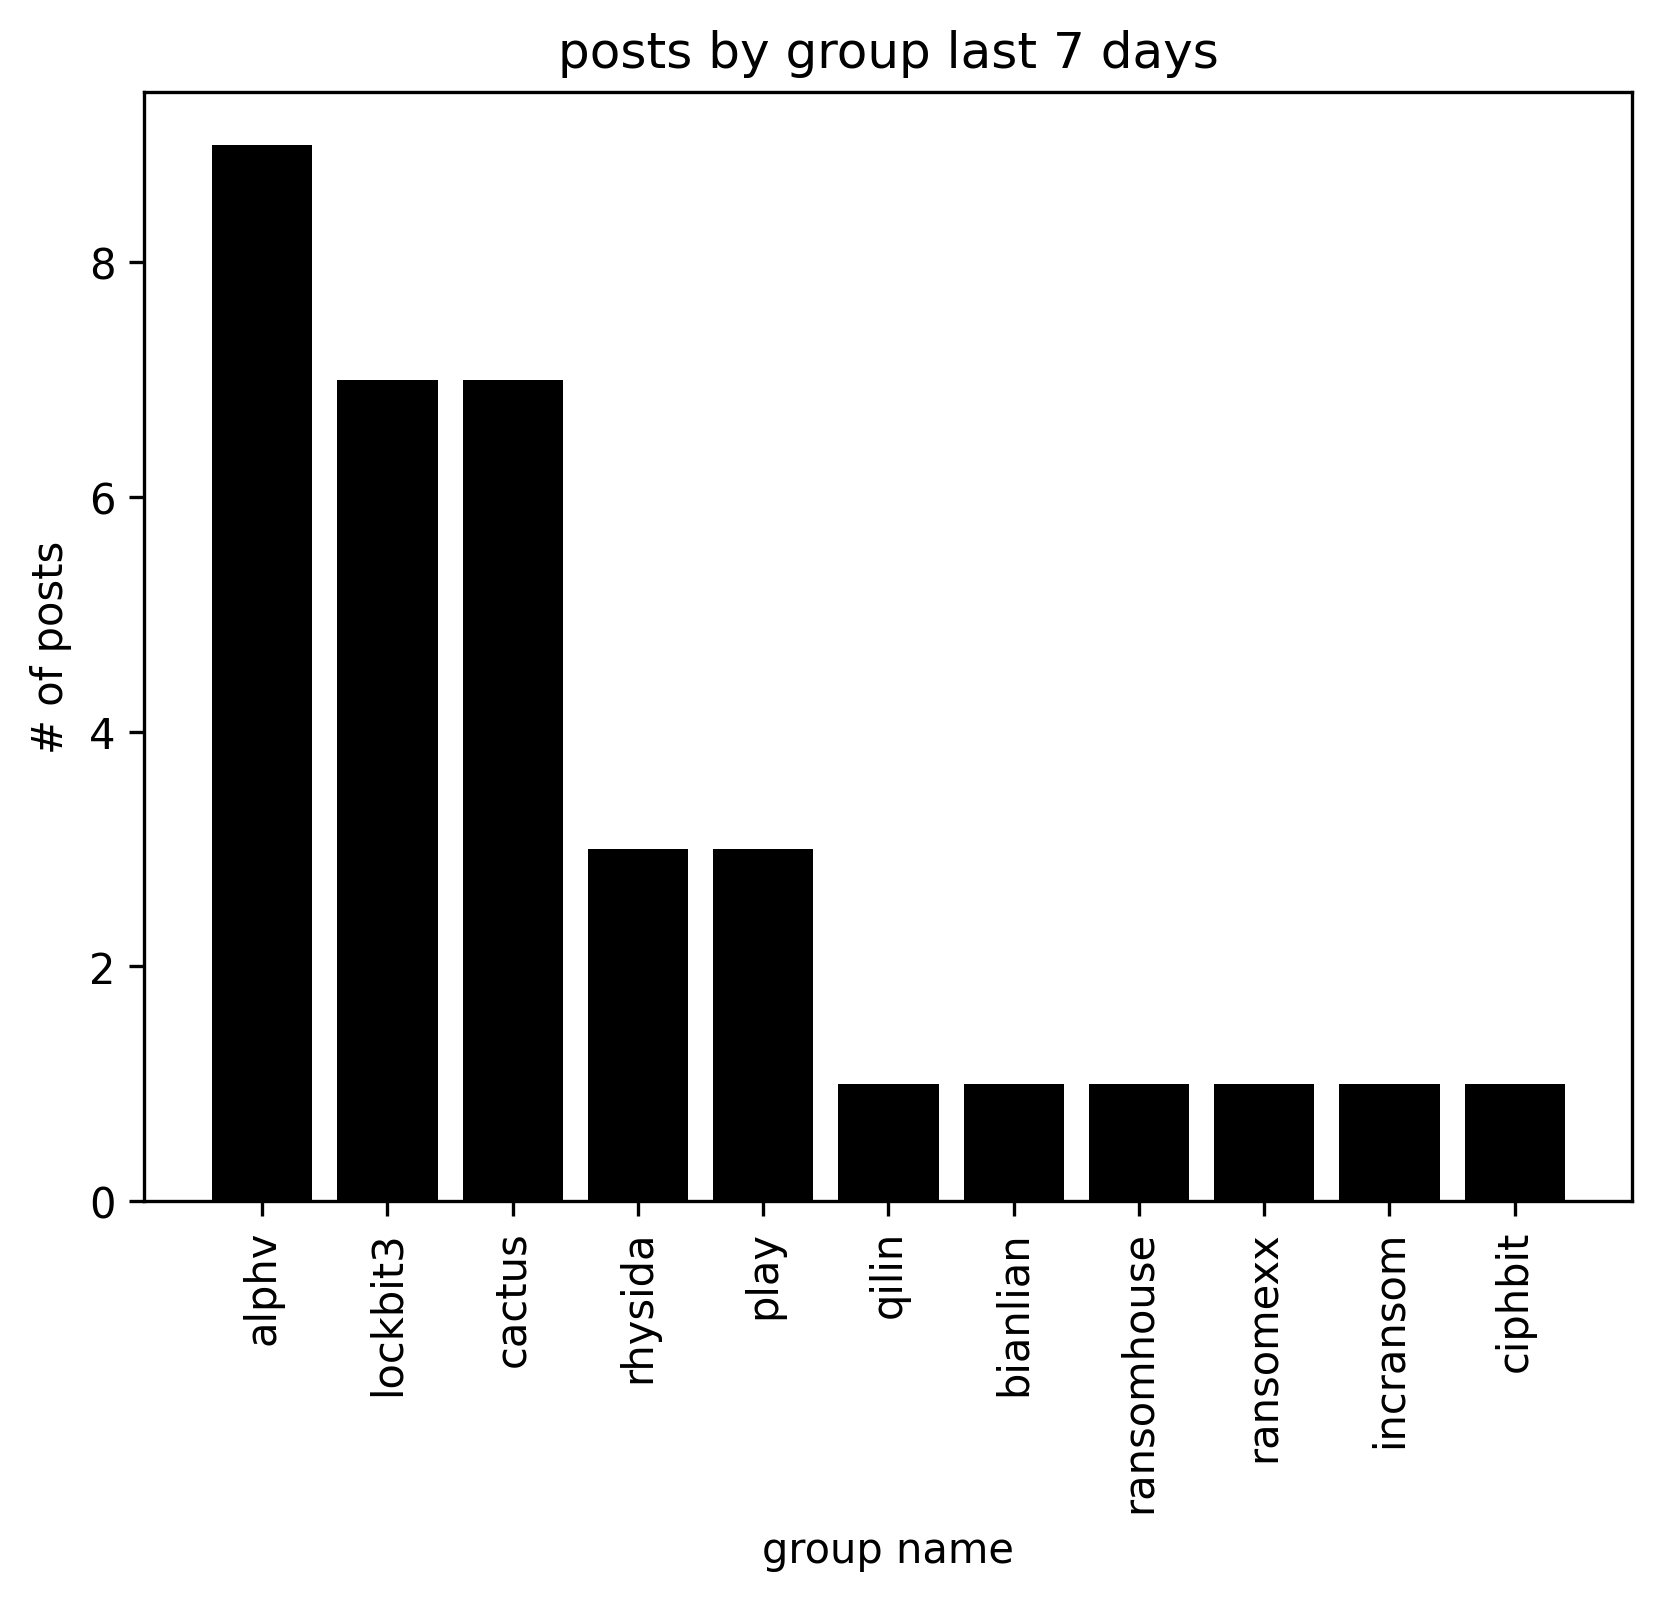 posts by group last 7 days
# of posts
8
6
4
2
0
alphv
lockbit3
cactus
rhysida
play
qilin
bianlian
ransomhouse
ransomexx
incransom
ciphbit
group name